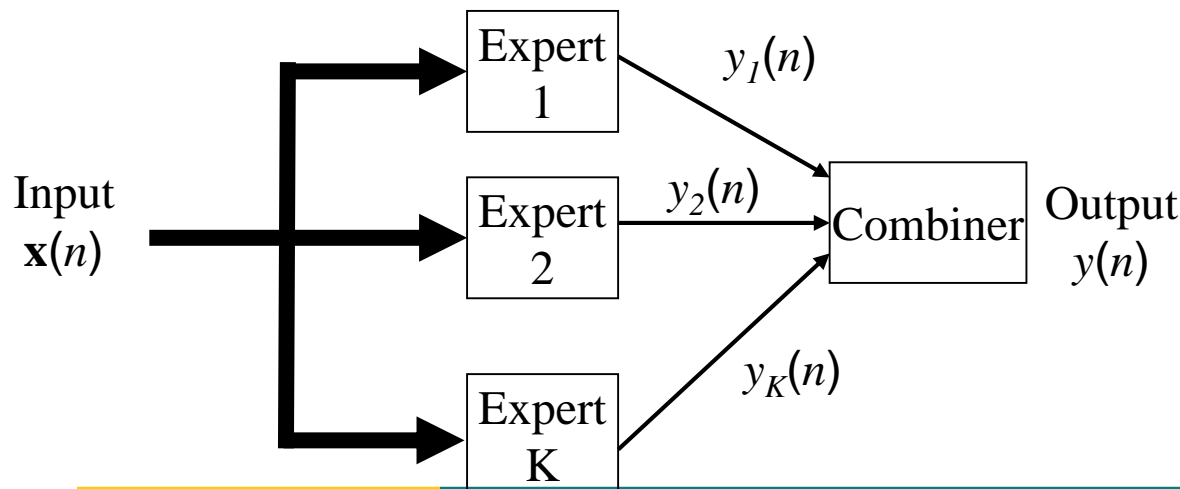 Input
x(n)
Expert
1
y1(n)
Expert
2
y2(n)
Expert
K
yK(n)
Combiner
Output
y(n)